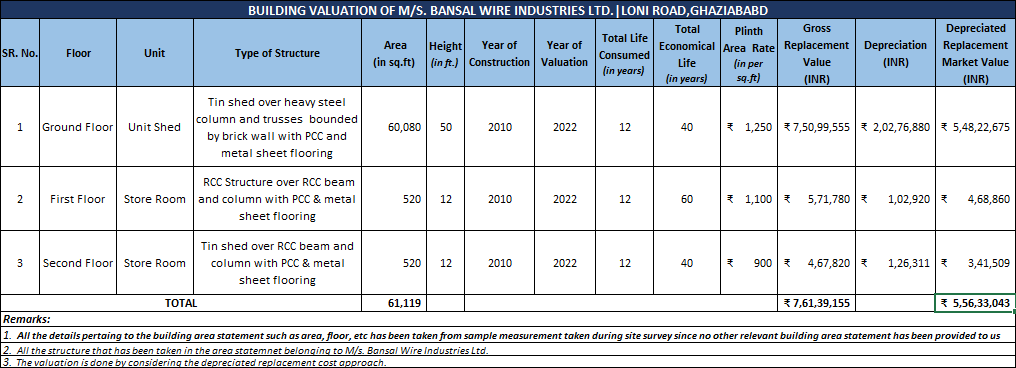 BUILDING VALUATION OF M/S. BANSAL WIRE INDUSTRIES LTD.|LONI ROAD,GHAZIABABD
SR. No. Floor Unit Type of Structure Area (in sq.ft) Height (in ft.) Year of Construction Year of Valuation Total Life Consumed (in years) Total Economical Life (in years) Plinth Area Rate (in per sq.ft) Gross Replacement Value (INR) Depreciation (INR) Depreciated Replacement Market Value (INR)
1 Ground Floor Unit Shed Tin shed over heavy steel column and trusses bounded by brick wall with PCC and metal sheet flooring 60,080 50 2010 2022 12 40 ₹ 1,250 ₹ 7,50,99,555 ₹ 2,02,76,880 ₹ 5,48,22,675
2 First Floor Store Room RCC Structure over RCC beam and column with PCC & metal sheet flooring 520 12 2010 2022 12 60 ₹ 1,100 ₹ 5,71,780 ₹ 1,02,920 ₹ 4,68,860
3 Second Floor Store Room Tin shed over RCC beam and column with PCC & metal sheet flooring 520 12 2010 2022 12 40 ₹ 900 ₹ 4,67,820 ₹ 1,26,311 ₹ 3,41,509
TOTAL 61,119 ₹ 7,61,39,155 ₹ 5,56,33,043
Remarks:
1. All the details pertaining to the building area statement such as area, floor, etc has been taken from sample measurement taken during site survey since no other relevant building area statement has been provided to us
2. All the structure that has been taken in the area statemnet belonging to M/s. Bansal Wire Industries Ltd.
3. The valuation is done by considering the depreciated replacement cost approach.